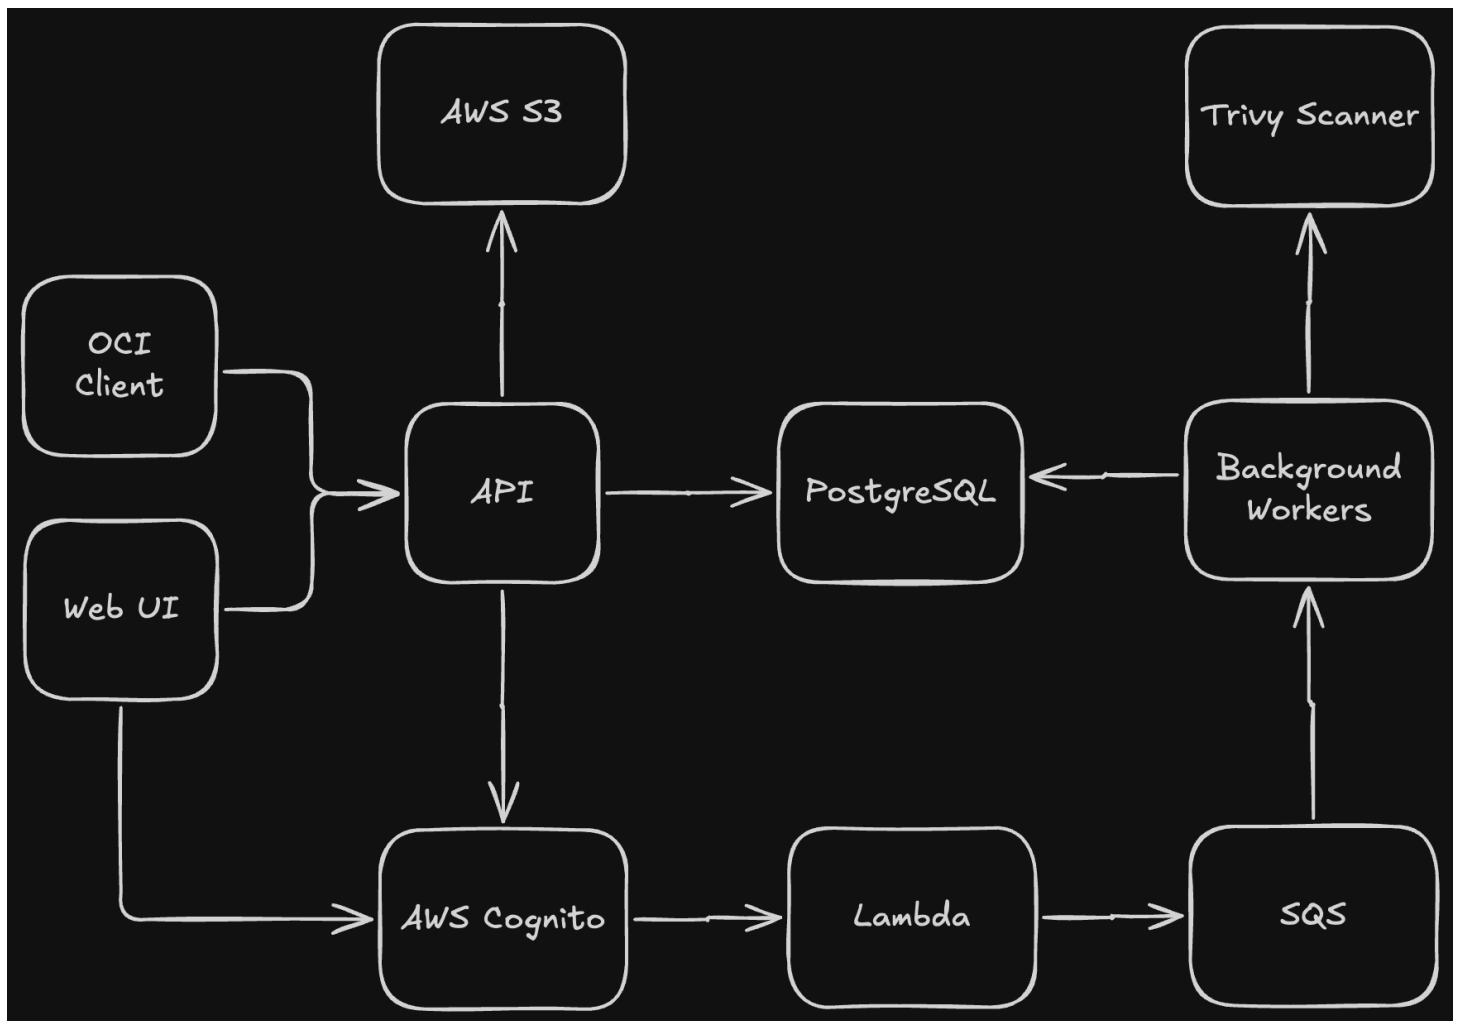 AWS S3
Trivy Scanner
OCI
Client
API
PostgreSQL
Background
Workers
Web UI
AWS Cognito
Lambda
SQS